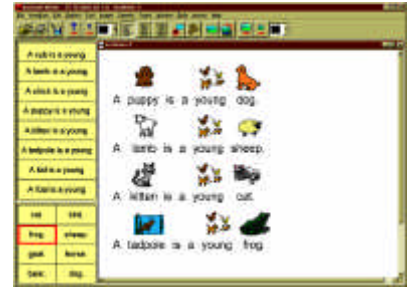 A cub is a young
A lamb is a young
A chick is a young
A puppy is a young
A kitten is a young
A tadpole is a young
A kid is a young
A foal is a young
frog. sheep.
goat. horse.
bear. dog.
A puppy is a young dog.
A lamb is a young sheep.
A kitten is a young cat.
A tadpole is a young frog.